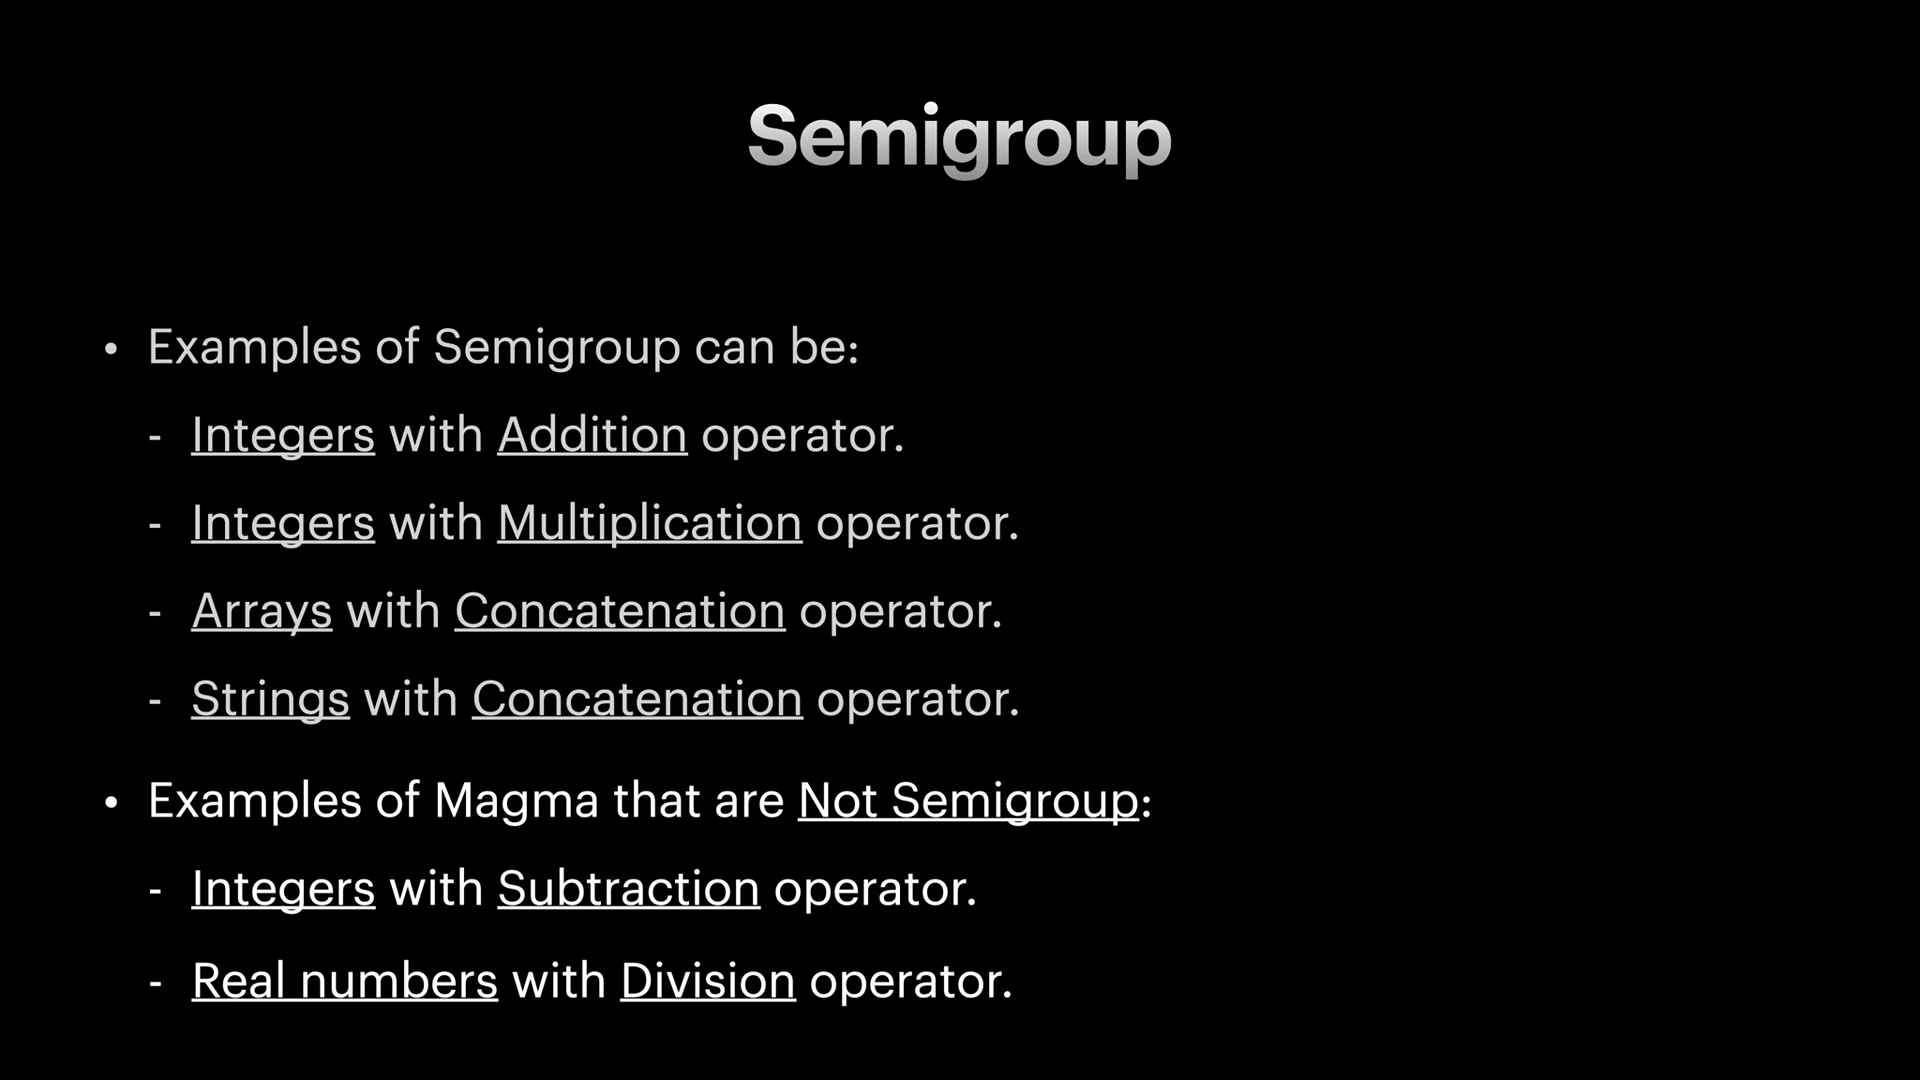 Semigroup
• Examples of Semigroup can be:
- Integers with Addition operator.
- Integers with Multiplication operator.
- Arrays with Concatenation operator.
- Strings with Concatenation operator.
• Examples of Magma that are Not Semigroup:
- Integers with Subtraction operator.
- Real numbers with Division operator.